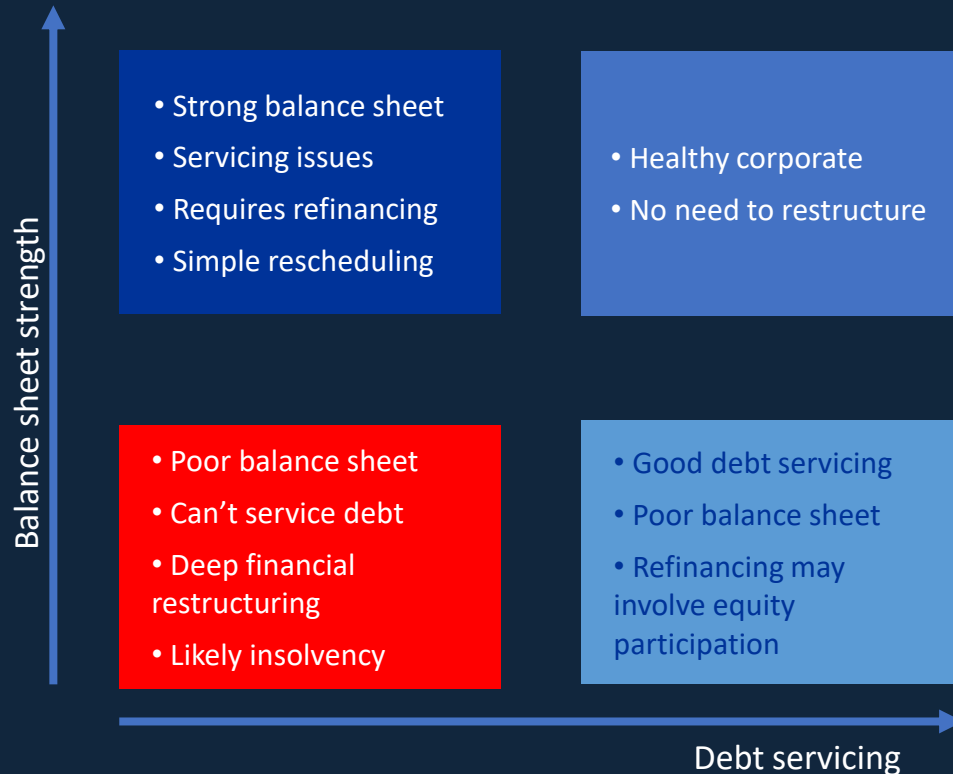 Balance sheet strength
• Strong balance sheet
• Servicing issues
• Requires refinancing
• Simple rescheduling
• Healthy corporate
• No need to restructure
• Poor balance sheet
• Can’t service debt
• Deep financial
restructuring
• Likely insolvency
• Good debt servicing
• Poor balance sheet
• Refinancing may
involve equity
participation
Debt servicing